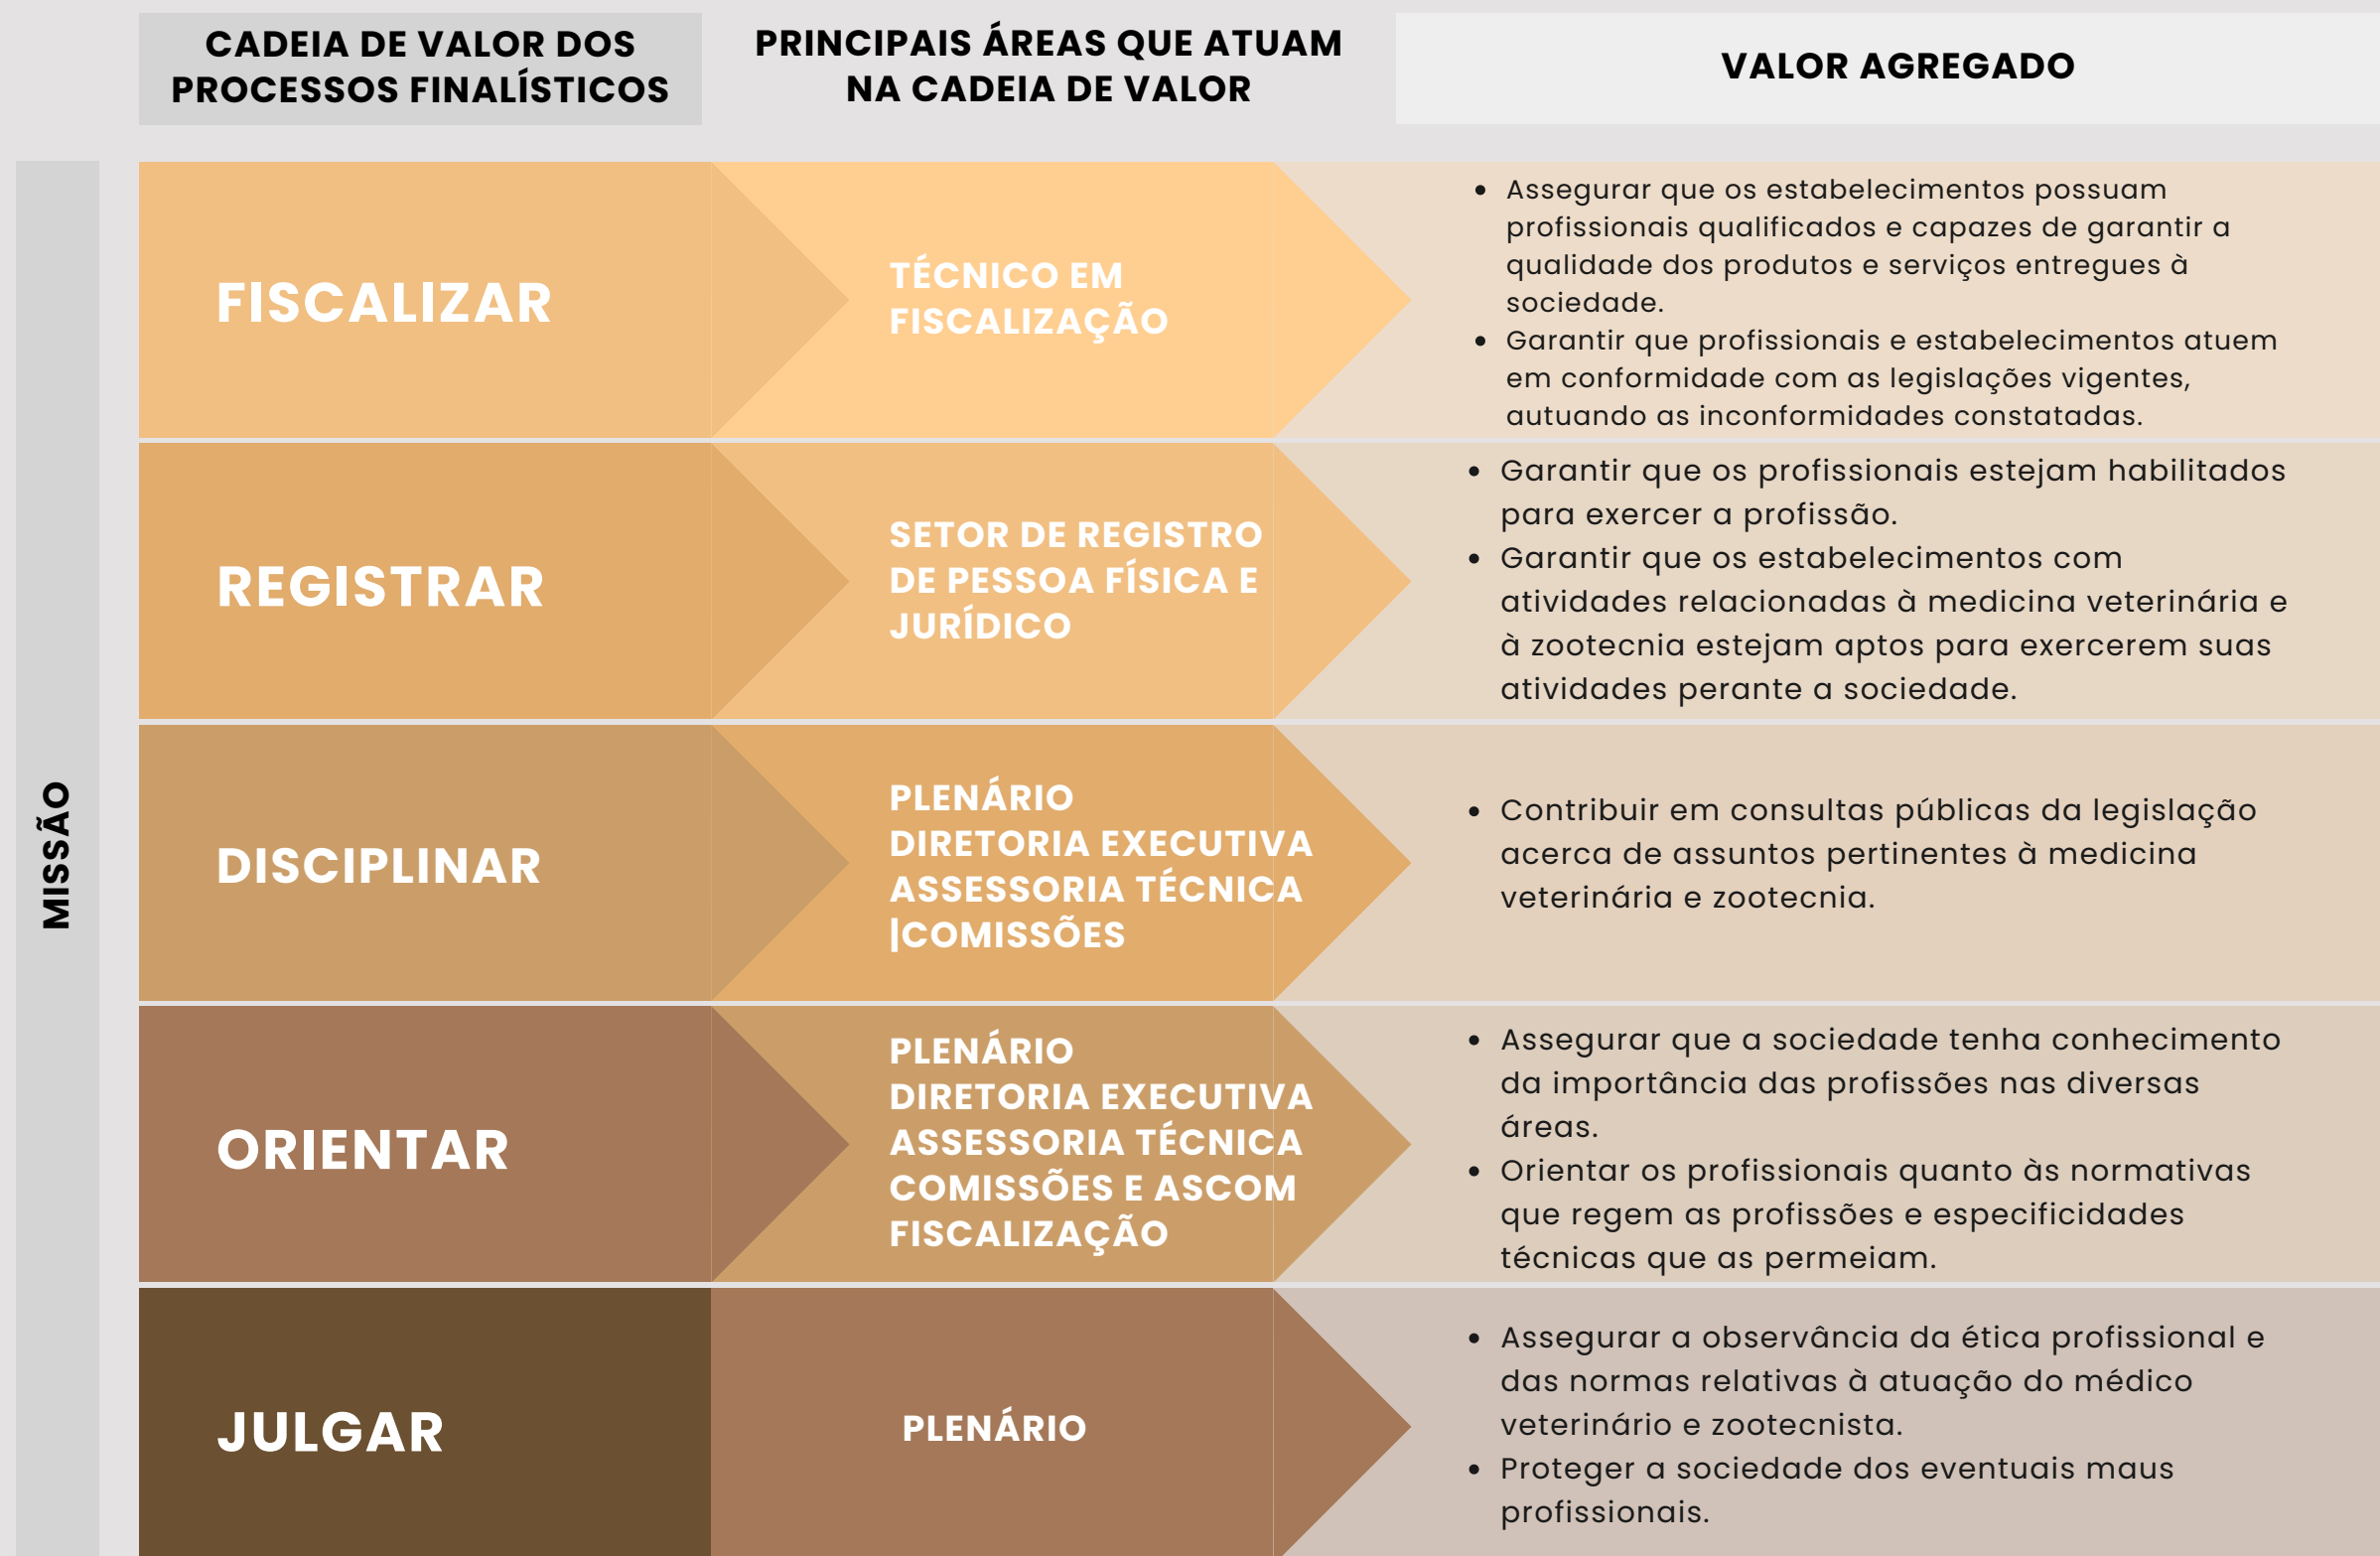 CADEIA DE VALOR DOS
PROCESSOS FINALÍSTICOS
PRINCIPAIS ÁREAS QUE ATUAM
NA CADEIA DE VALOR
VALOR AGREGADO
MISSÃO
FISCALIZAR
TÉCNICO EM
FISCALIZAÇÃO
• Assegurar que os estabelecimentos possuam
profissionais qualificados e capazes de garantir a
qualidade dos produtos e serviços entregues à
sociedade.
• Garantir que profissionais e estabelecimentos atuem
em conformidade com as legislações vigentes,
autuando as inconformidades constatadas.
REGISTRAR
SETOR DE REGISTRO
DE PESSOA FÍSICA E
JURÍDICO
• Garantir que os profissionais estejam habilitados
para exercer a profissão.
• Garantir que os estabelecimentos com
atividades relacionadas à medicina veterinária e
à zootecnia estejam aptos para exercerem suas
atividades perante a sociedade.
DISCIPLINAR
PLENÁRIO
DIRETORIA EXECUTIVA
ASSESSORIA TÉCNICA
|COMISSÕES
• Contribuir em consultas públicas da legislação
acerca de assuntos pertinentes à medicina
veterinária e zootecnia.
ORIENTAR
PLENÁRIO
DIRETORIA EXECUTIVA
ASSESSORIA TÉCNICA
COMISSÕES E ASCOM
FISCALIZAÇÃO
• Assegurar que a sociedade tenha conhecimento
da importância das profissões nas diversas
áreas.
• Orientar os profissionais quanto às normativas
que regem as profissões e especificidades
técnicas que as permeiam.
JULGAR
PLENÁRIO
• Assegurar a observância da ética profissional e
das normas relativas à atuação do médico
veterinário e zootecnista.
• Proteger a sociedade dos eventuais maus
profissionais.